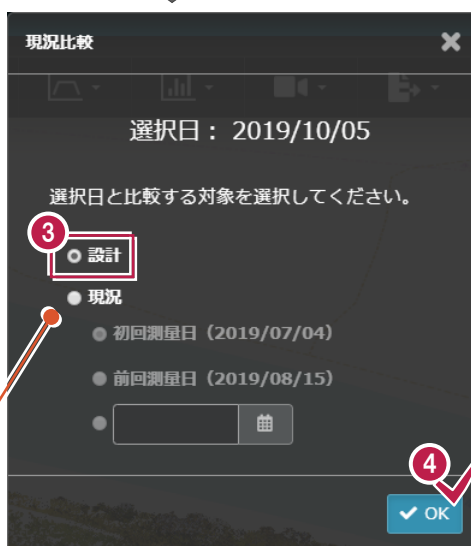 現況比較
選択日： 2019/10/05
選択日と比較する対象を選択してください。
3
設計
現況
初回測量日（2019/07/04）
前回測量日（2019/08/15）
4
OK